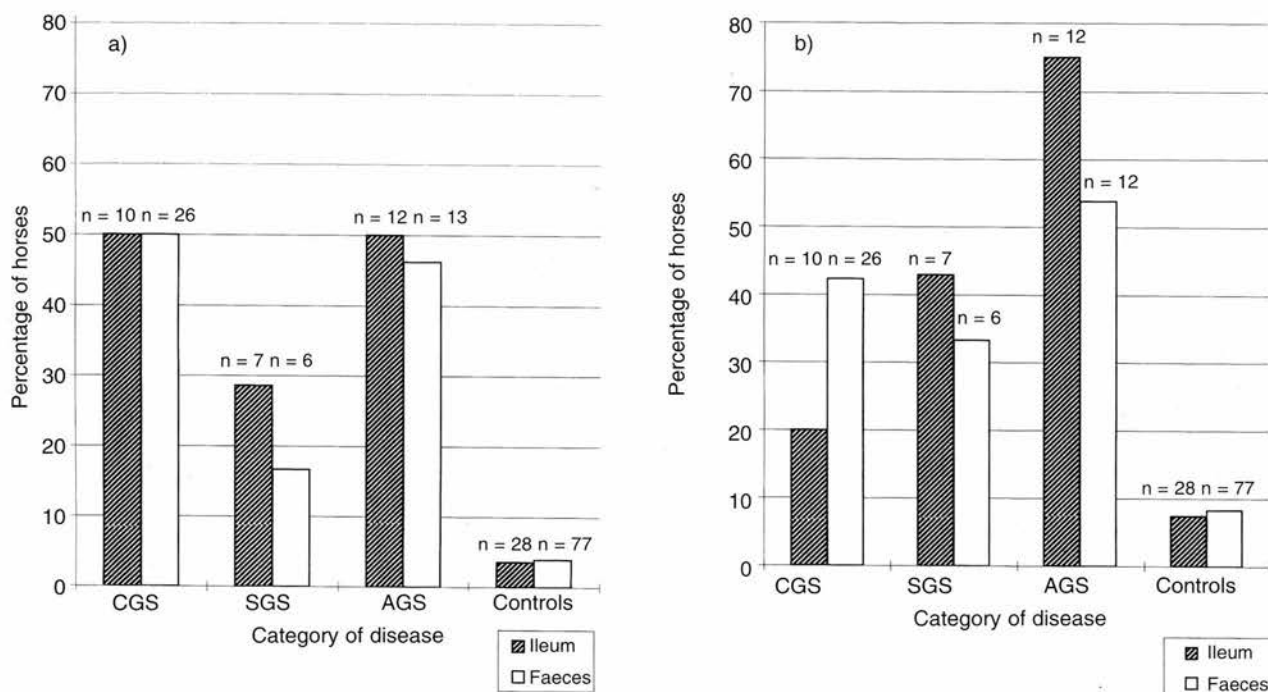 a)
80
70
60
50
40
30
20
10
0
Percentage of horses
n = 10 n = 26
n = 7 n = 6
n = 12 n = 13
n = 28 n = 77
CGS SGS AGS Controls
Category of disease
Ileum
Faeces
b)
80
70
60
50
40
30
20
10
0
Percentage of horses
n = 12
n = 12
n = 10 n = 26
n = 7
n = 6
n = 28 n = 77
CGS SGS AGS Controls
Category of disease
Ileum
Faeces